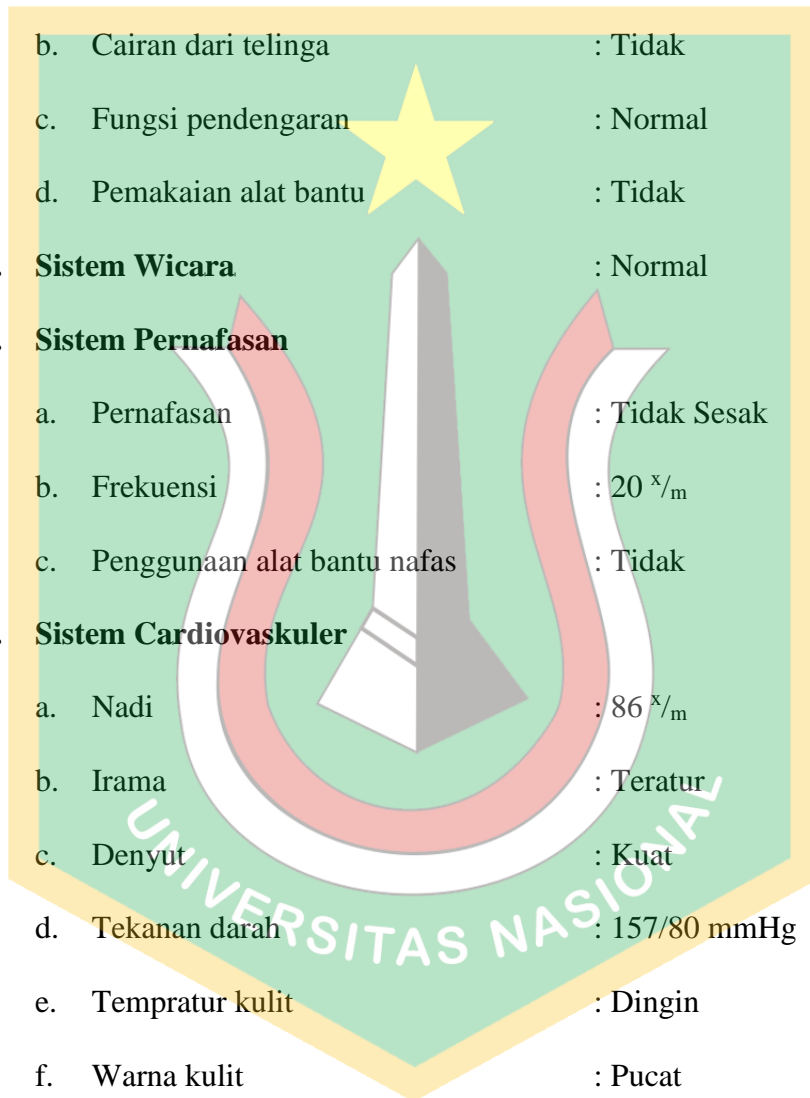 b. Cairan dari telinga : Tidak
c. Fungsi pendengaran : Normal
d. Pemakaian alat bantu : Tidak
. Sistem Wicara : Normal
. Sistem Pernafasan
a. Pernafasan : Tidak Sesak
b. Frekuensi : 20 x/m
c. Penggunaan alat bantu nafas : Tidak
. Sistem Cardiovaskuler
a. Nadi : 86 x/m
b. Irama : Teratur
c. Denyut : Kuat
d. Tekanan darah : 157/80 mmHg
e. Tempratur kulit : Dingin
f. Warna kulit : Pucat
UNIVERSITAS NASIONAL